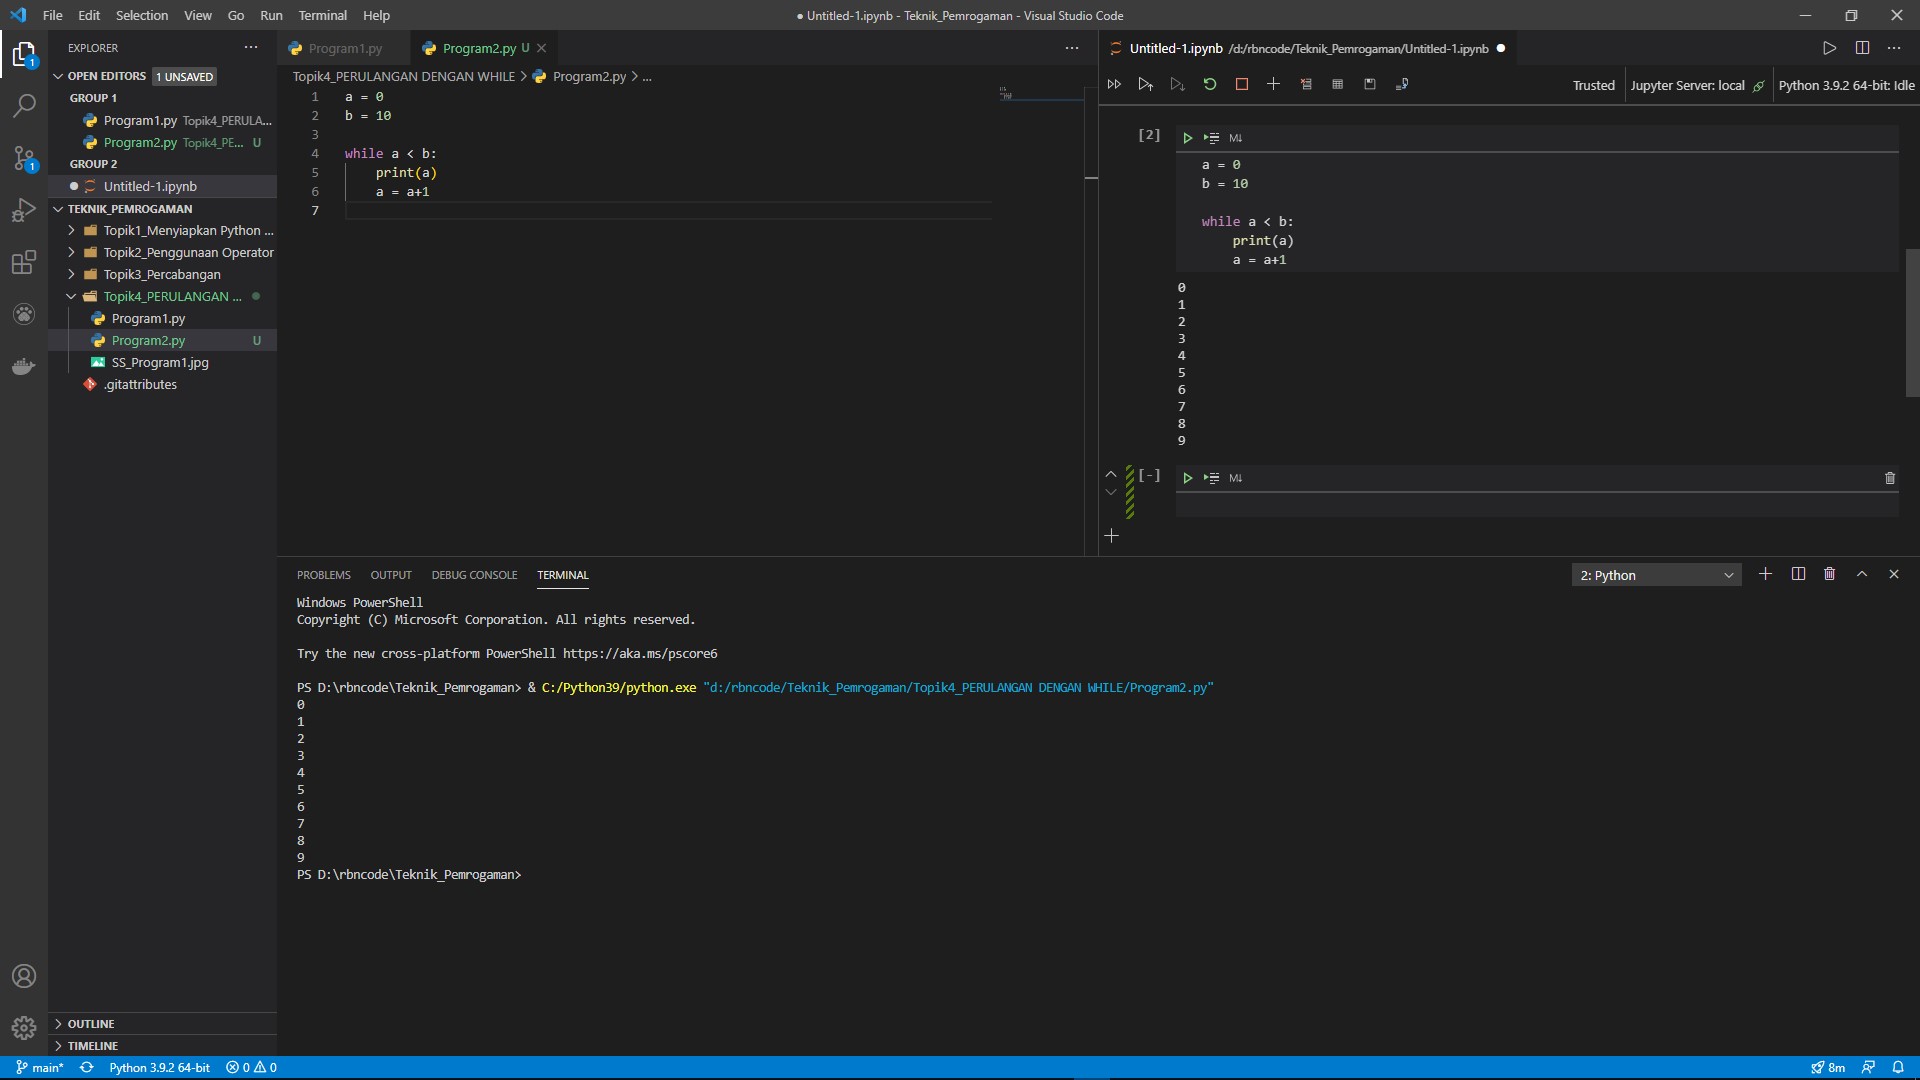 File Edit Selection View Go Run Terminal Help
● Untitled-1.ipynb - Teknik_Pemrogaman - Visual Studio Code
EXPLORER
OPEN EDITORS 1 UNSAVED
GROUP 1
Program1.py Topik4_PERULA...
Program2.py Topik4_PE... U
GROUP 2
Untitled-1.ipynb
TEKNIK_PEMROGAMAN
Topik1_Menyiapkan Python ...
Topik2_Penggunaan Operator
Topik3_Percabangan
Topik4_PERULANGAN ...
Program1.py
Program2.py U
SS_Program1.jpg
.gitattributes
OUTLINE
TIMELINE
1
1
Program1.py
Program2.py U
Topik4_PERULANGAN DENGAN WHILE > Program2.py > ...
1 a = 0
2 b = 10
3
4 while a < b:
5 print(a)
6 a = a+1
7
Untitled-1.ipynb /d:/rbncode/Teknik_Pemrogaman/Untitled-1.ipynb
Trusted Jupyter Server: local Python 3.9.2 64-bit: Idle
[2] M↓
a = 0
b = 10
while a < b:
print(a)
a = a+1
0
1
2
3
4
5
6
7
8
9
[-] M↓
PROBLEMS OUTPUT DEBUG CONSOLE TERMINAL
2: Python
Windows PowerShell
Copyright (C) Microsoft Corporation. All rights reserved.
Try the new cross-platform PowerShell https://aka.ms/pscore6
PS D:\rbncode\Teknik_Pemrogaman> & C:/Python39/python.exe "d:/rbncode/Teknik_Pemrogaman/Topik4_PERULANGAN DENGAN WHILE/Program2.py"
0
1
2
3
4
5
6
7
8
9
PS D:\rbncode\Teknik_Pemrogaman>
main* Python 3.9.2 64-bit 0 0
8m